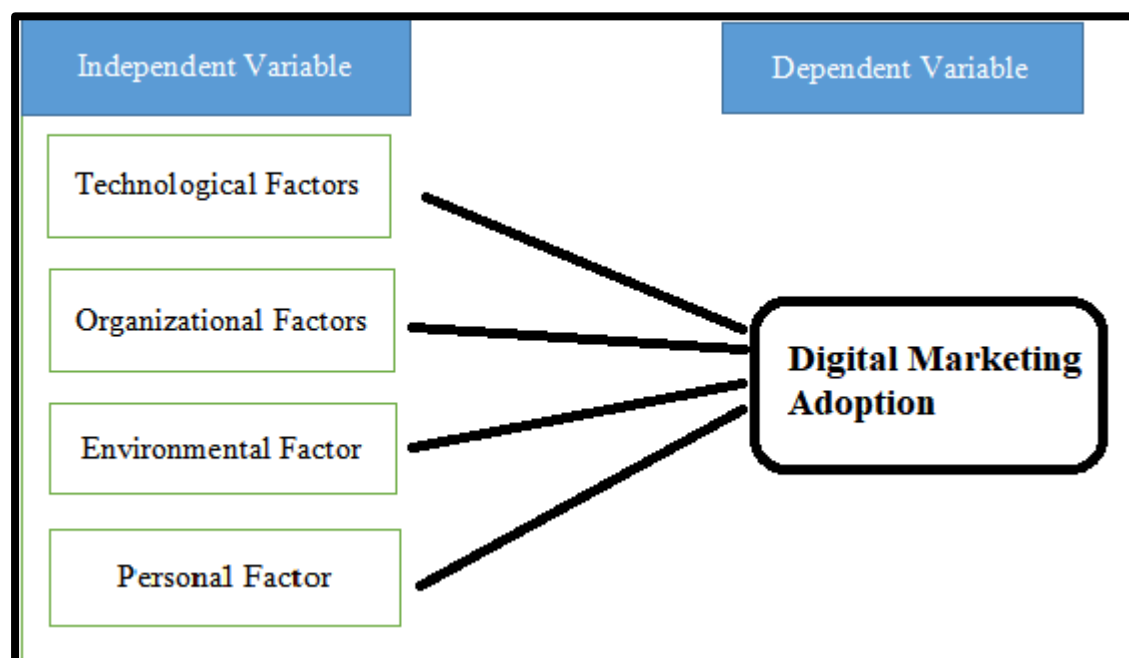 Independent Variable
Dependent Variable
Technological Factors
Organizational Factors
Environmental Factor
Personal Factor
Digital Marketing
Adoption